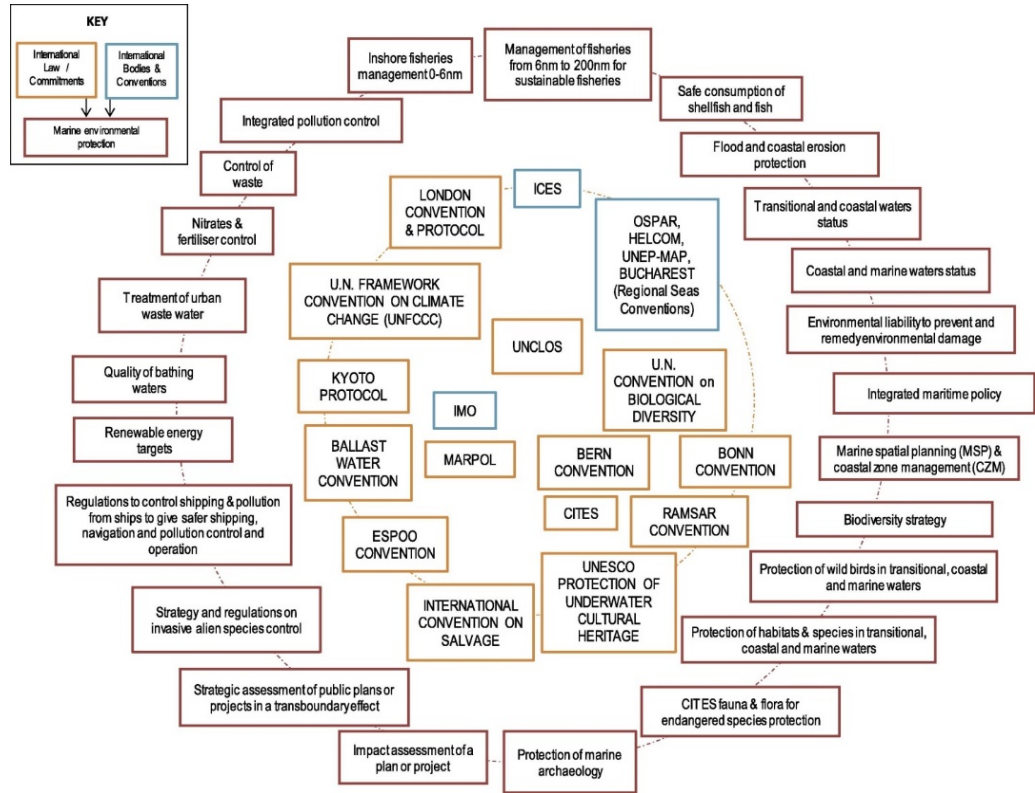 KEY
International
Law /
Commitments
International
Bodies &
Conventions
Marine environmental
protection
Inshore fisheries
management 0-6nm
Management of fisheries
from 6nm to 200nm for
sustainable fisheries
Safe consumption of
shellfish and fish
Flood and coastal erosion
protection
Transitional and coastal waters
status
Coastal and marine waters status
Environmental liability to prevent and
remedy environmental damage
Integrated maritime policy
Marine spatial planning (MSP) &
coastal zone management (CZM)
Biodiversity strategy
Protection of wild birds in transitional, coastal
and marine waters
Protection of habitats & species in transitional,
coastal and marine waters
CITES fauna & flora for
endangered species protection
Protection of marine
archaeology
Impact assessment of a
plan or project
Strategic assessment of public plans or
projects in a transboundary effect
Strategy and regulations on
invasive alien species control
Regulations to control shipping & pollution
from ships to give safer shipping,
navigation and pollution control and
operation
Renewable energy
targets
Quality of bathing
waters
Treatment of urban
waste water
Nitrates &
fertiliser control
Control of
waste
Integrated pollution control
LONDON
CONVENTION
& PROTOCOL
ICES
OSPAR,
HELCOM,
UNEP-MAP,
BUCHAREST
(Regional Seas
Conventions)
U.N. FRAMEWORK
CONVENTION ON CLIMATE
CHANGE (UNFCCC)
UNCLOS
U.N.
CONVENTION on
BIOLOGICAL
DIVERSITY
KYOTO
PROTOCOL
IMO
BALLAST
WATER
CONVENTION
MARPOL
BERN
CONVENTION
BONN
CONVENTION
CITES
RAMSAR
CONVENTION
ESPOO
CONVENTION
UNESCO
PROTECTION OF
UNDERWATER
CULTURAL
HERITAGE
INTERNATIONAL
CONVENTION ON
SALVAGE